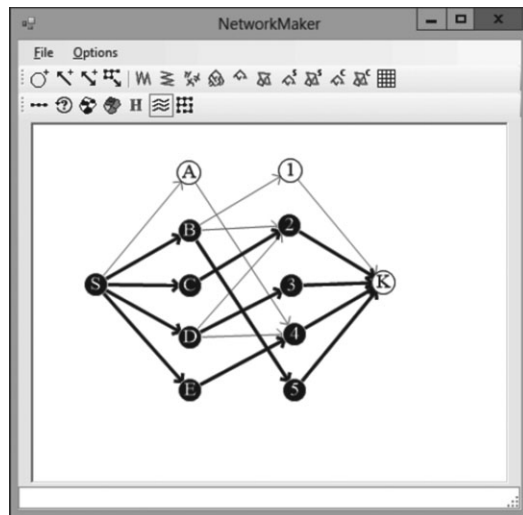 NetworkMaker
File Options
H
A 1
B 2
S C 3 K
D 4
E 5